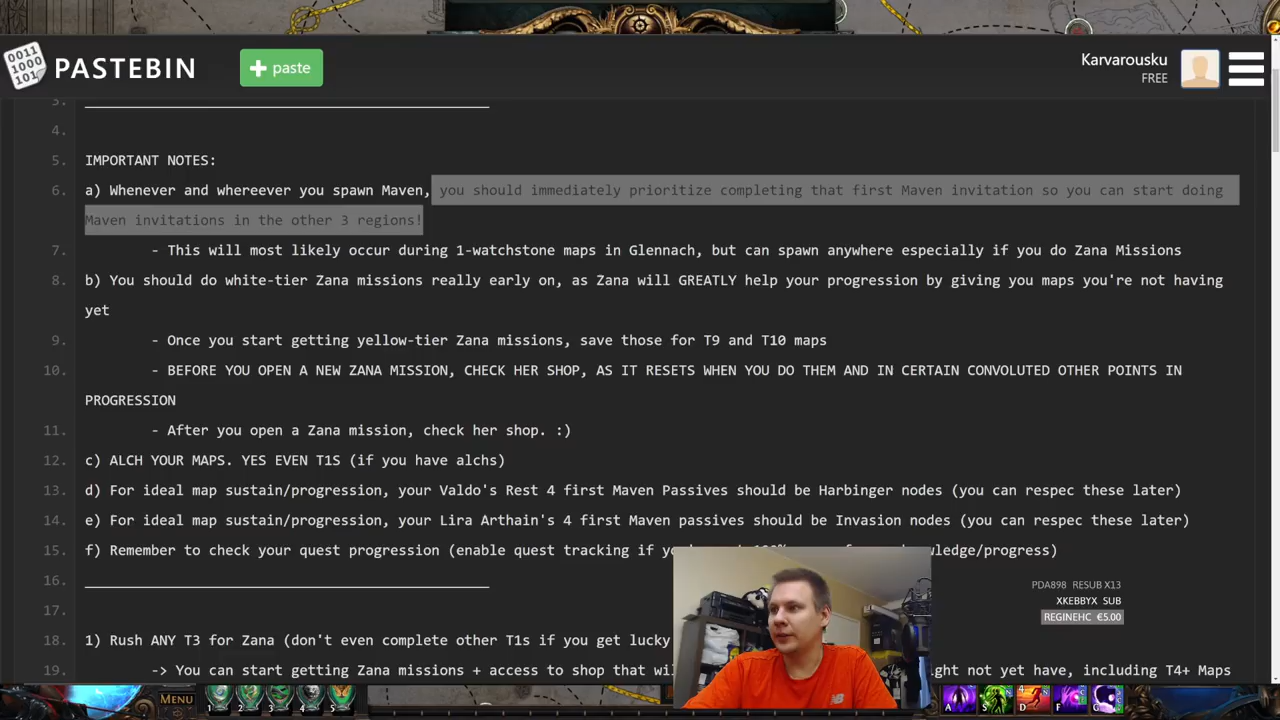 0011
1000
101
PASTEBIN
paste
Karvarousku
FREE
3.
4.
5. IMPORTANT NOTES:
6. a) Whenever and whereever you spawn Maven, you should immediately prioritize completing that first Maven invitation so you can start doing
Maven invitations in the other 3 regions!
7. - This will most likely occur during 1-watchstone maps in Glennach, but can spawn anywhere especially if you do Zana Missions
8. b) You should do white-tier Zana missions really early on, as Zana will GREATLY help your progression by giving you maps you're not having
yet
9. - Once you start getting yellow-tier Zana missions, save those for T9 and T10 maps
10. - BEFORE YOU OPEN A NEW ZANA MISSION, CHECK HER SHOP, AS IT RESETS WHEN YOU DO THEM AND IN CERTAIN CONVOLUTED OTHER POINTS IN
PROGRESSION
11. - After you open a Zana mission, check her shop. :)
12. c) ALCH YOUR MAPS. YES EVEN T1S (if you have alchs)
13. d) For ideal map sustain/progression, your Valdo's Rest 4 first Maven Passives should be Harbinger nodes (you can respec these later)
14. e) For ideal map sustain/progression, your Lira Arthain's 4 first Maven passives should be Invasion nodes (you can respec these later)
15. f) Remember to check your quest progression (enable quest tracking if progress)
16.
PDA898 RESUB X13
XKEBBYX SUB
REGINEHC €5.00
17.
18. 1) Rush ANY T3 for Zana (don't even complete other T1s if you get lucky
19. -> You can start getting Zana missions + access to shop that not yet have, including T4+ Maps
MENU
1 2 3 4 5
A S D F G